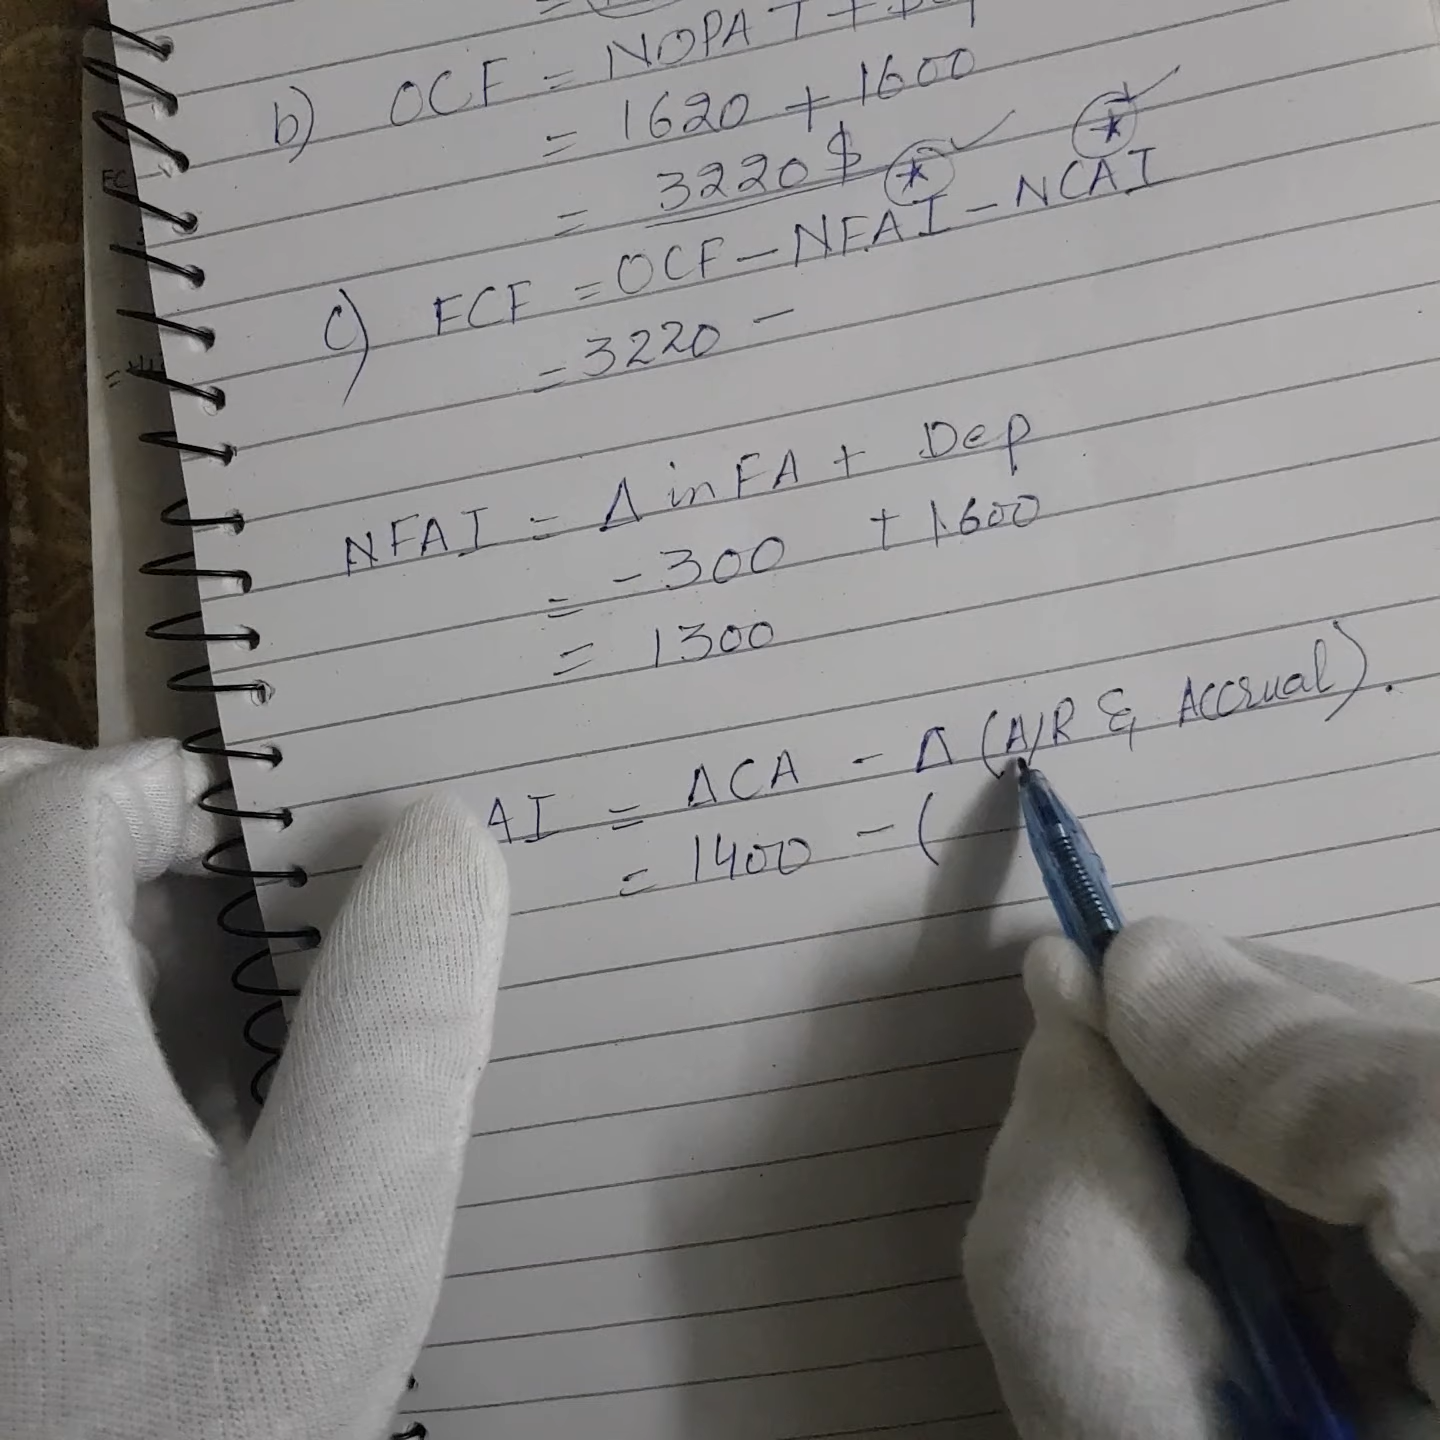 b) OCF = NOPAT +
= 1620 + 1600
= 3220 $
c) FCF = OCF - NFAI - NCAI
= 3220 -
NFAI = Δ in FA + Dep
= -300 + 1600
= 1300
AI = ΔCA - Δ (A/R & Accrual).
= 1400 - (